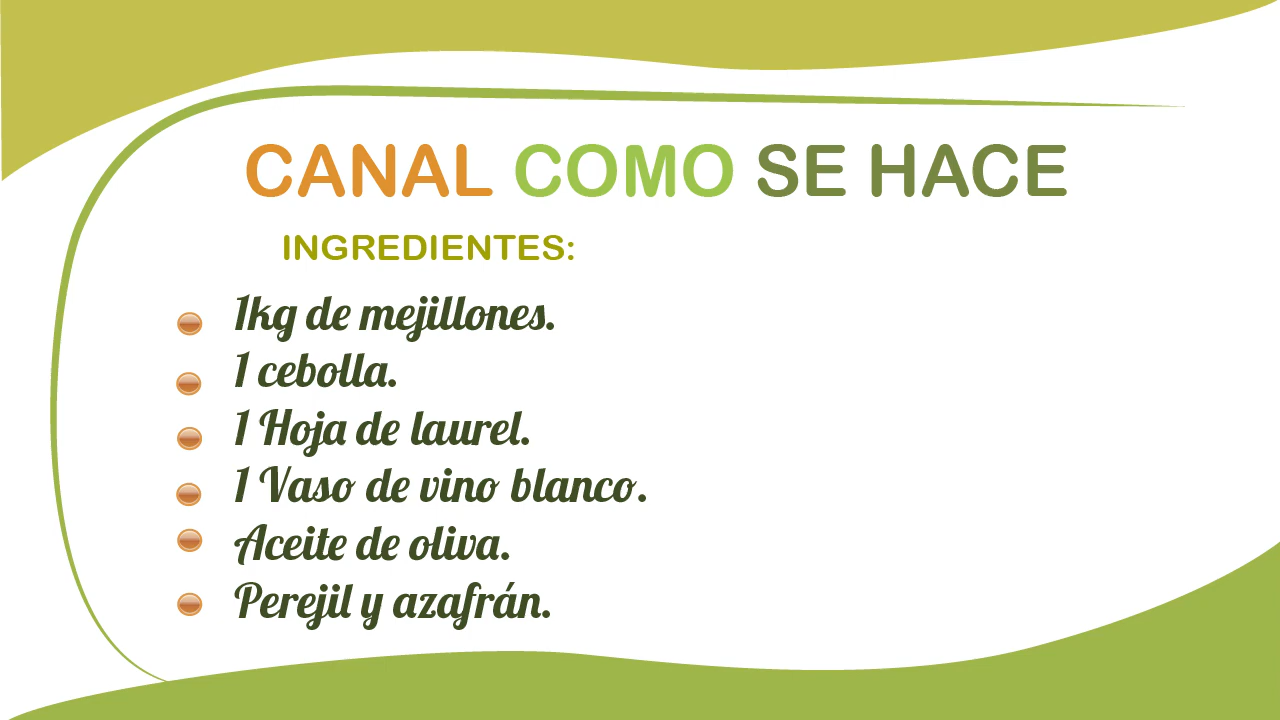 CANAL COMO SE HACE
INGREDIENTES:
1kg de mejillones.
1 cebolla.
1 Hoja de laurel.
1 Vaso de vino blanco.
Aceite de oliva.
Perejil y azafrán.